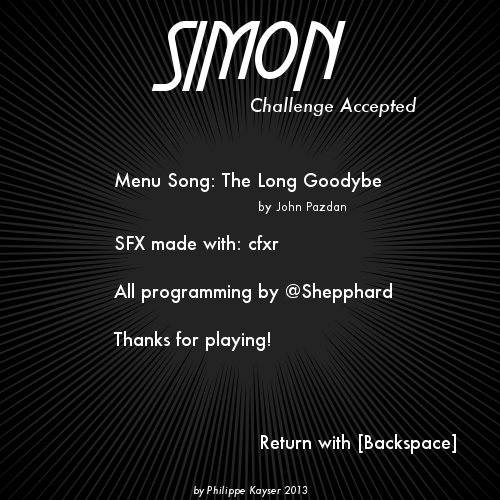 SIMON
Challenge Accepted
Menu Song: The Long Goodybe
by John Pazdan
SFX made with: cfxr
All programming by @Shepphard
Thanks for playing!
Return with [Backspace]
by Philippe Kayser 2013